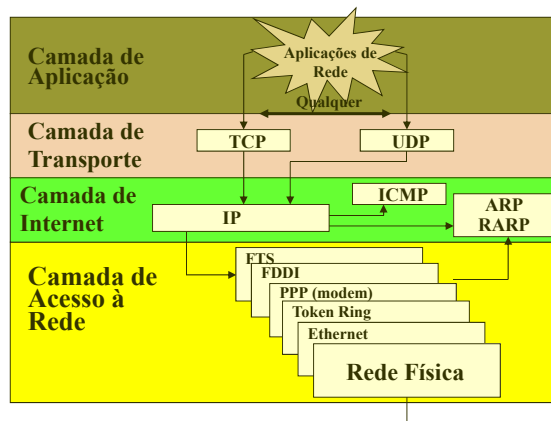 Camada de
Aplicação
Aplicações de
Rede
Qualquer
Camada de
Transporte
TCP
UDP
Camada de
Internet
IP
ICMP
ARP
RARP
Camada de
Acesso à
Rede
FTS
FDDI
PPP (modem)
Token Ring
Ethernet
Rede Física